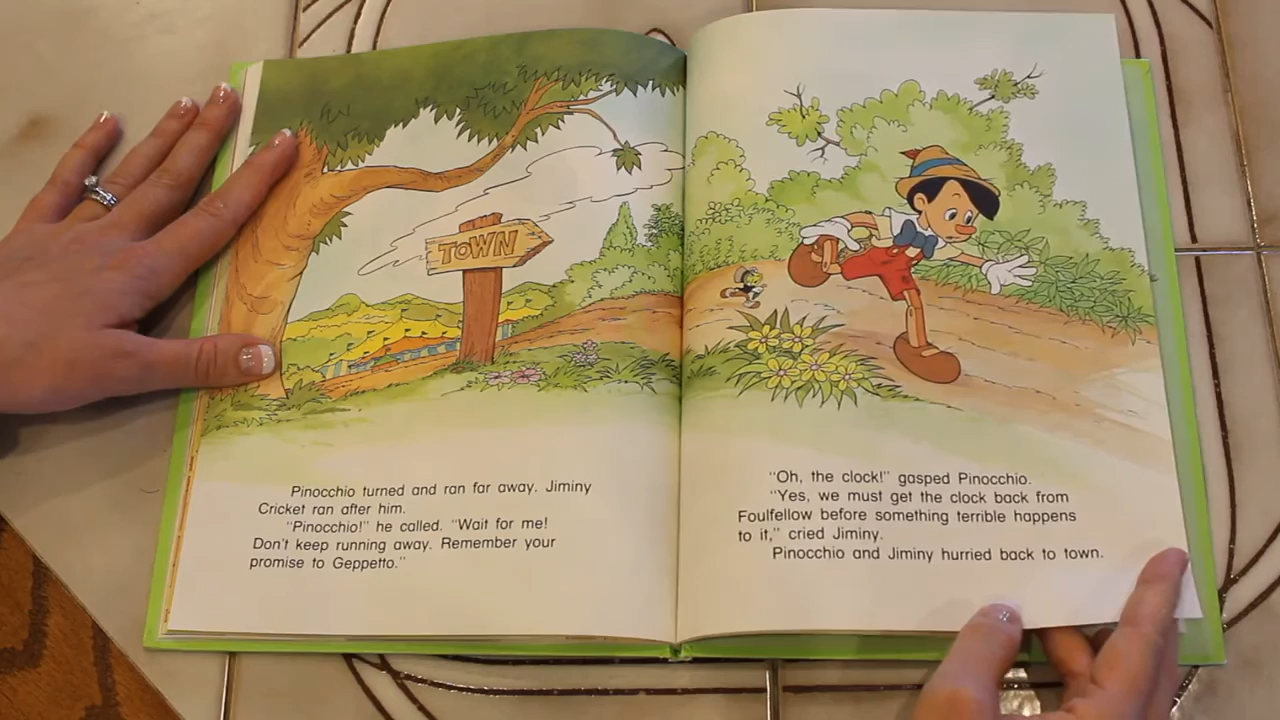 TOWN
Pinocchio turned and ran far away. Jiminy
Cricket ran after him.
"Pinocchio!" he called. "Wait for me!
Don't keep running away. Remember your
promise to Geppetto."
"Oh, the clock!" gasped Pinocchio.
"Yes, we must get the clock back from
Foulfellow before something terrible happens
to it," cried Jiminy.
Pinocchio and Jiminy hurried back to town.